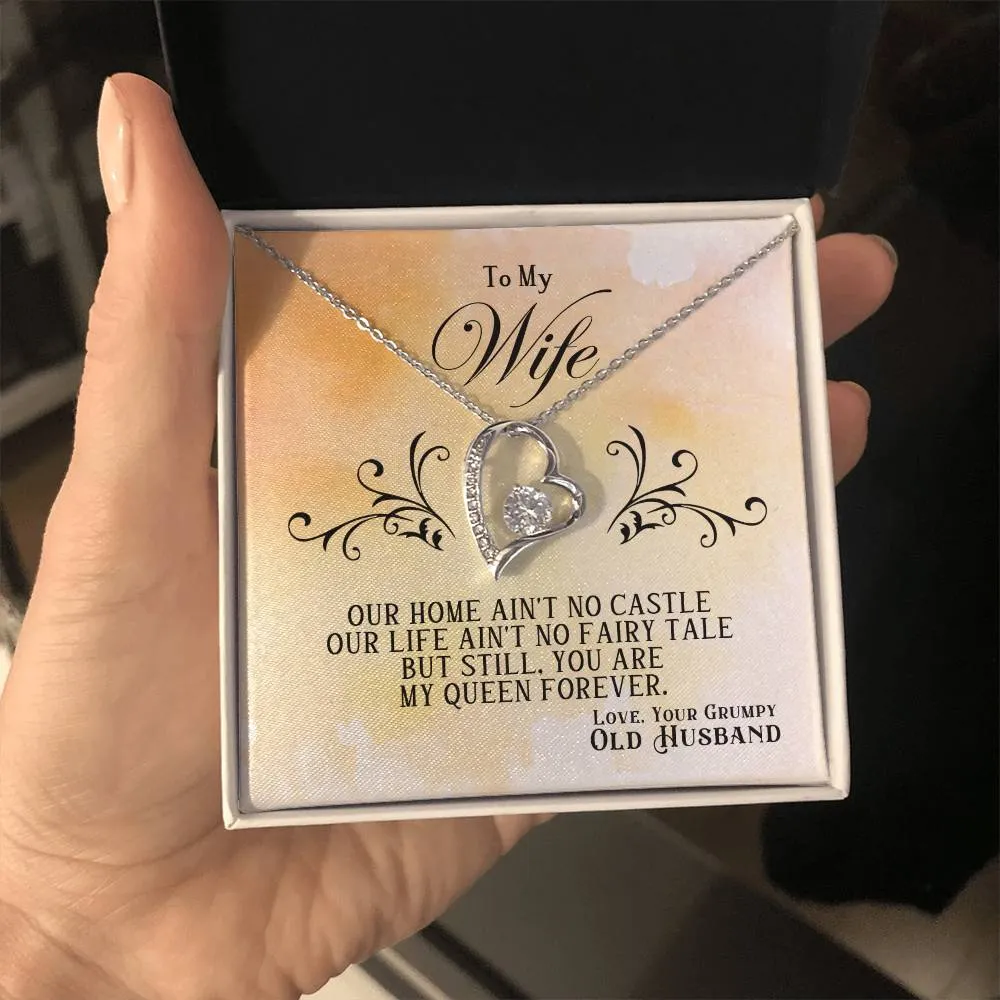 To My
Wife
OUR HOME AIN'T NO CASTLE
OUR LIFE AIN'T NO FAIRY TALE
BUT STILL, YOU ARE
MY QUEEN FOREVER.
LOVE, YOUR GRUMPY
OLD HUSBAND